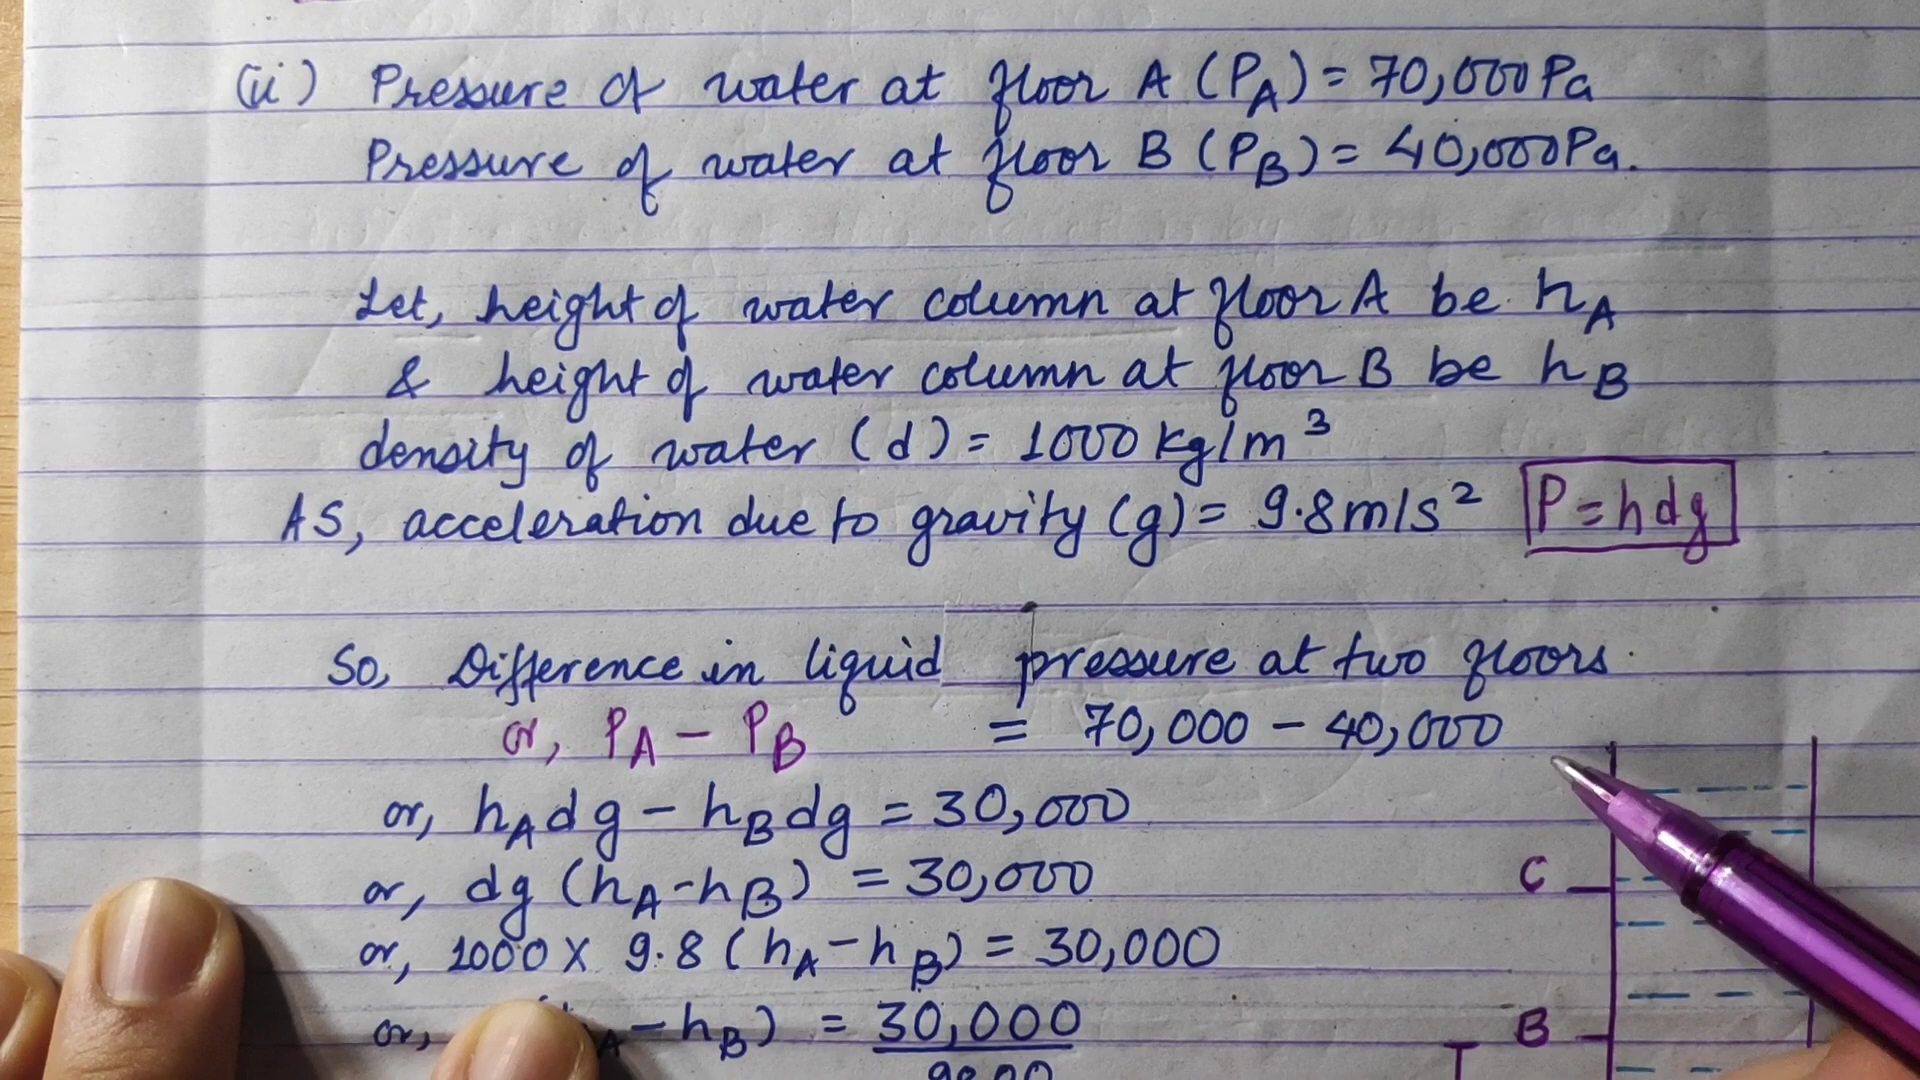 (ii) Pressure of water at floor A (PA) = 70,000 Pa
Pressure of water at floor B (PB) = 40,000 Pa.
Let, height of water column at floor A be hA
& height of water column at floor B be hB
density of water (d) = 1000 kg/m³
AS, acceleration due to gravity (g) = 9.8 m/s² P = hdg
So, Difference in liquid pressure at two floors.
or, PA - PB = 70,000 - 40,000
or, hAdg - hBdg = 30,000
or, dg (hA - hB) = 30,000
C
or, 1000 × 9.8 (hA - hB) = 30,000
or, A - hB) = 30,000
B